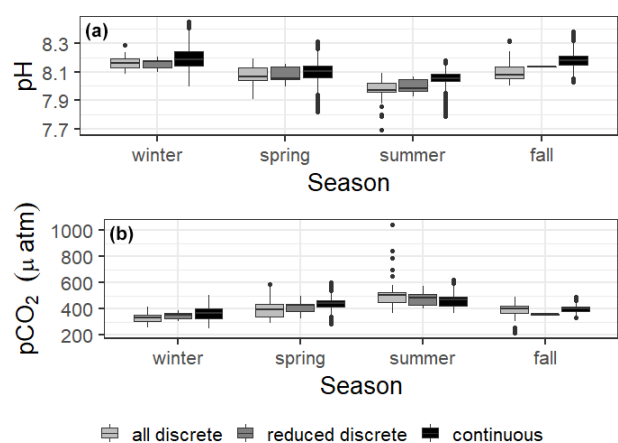 (a)
pH
8.3
8.1
7.9
7.7
winter spring summer fall
Season
(b)
pCO₂ (μ atm)
1000
800
600
400
200
winter spring summer fall
Season
all discrete reduced discrete continuous